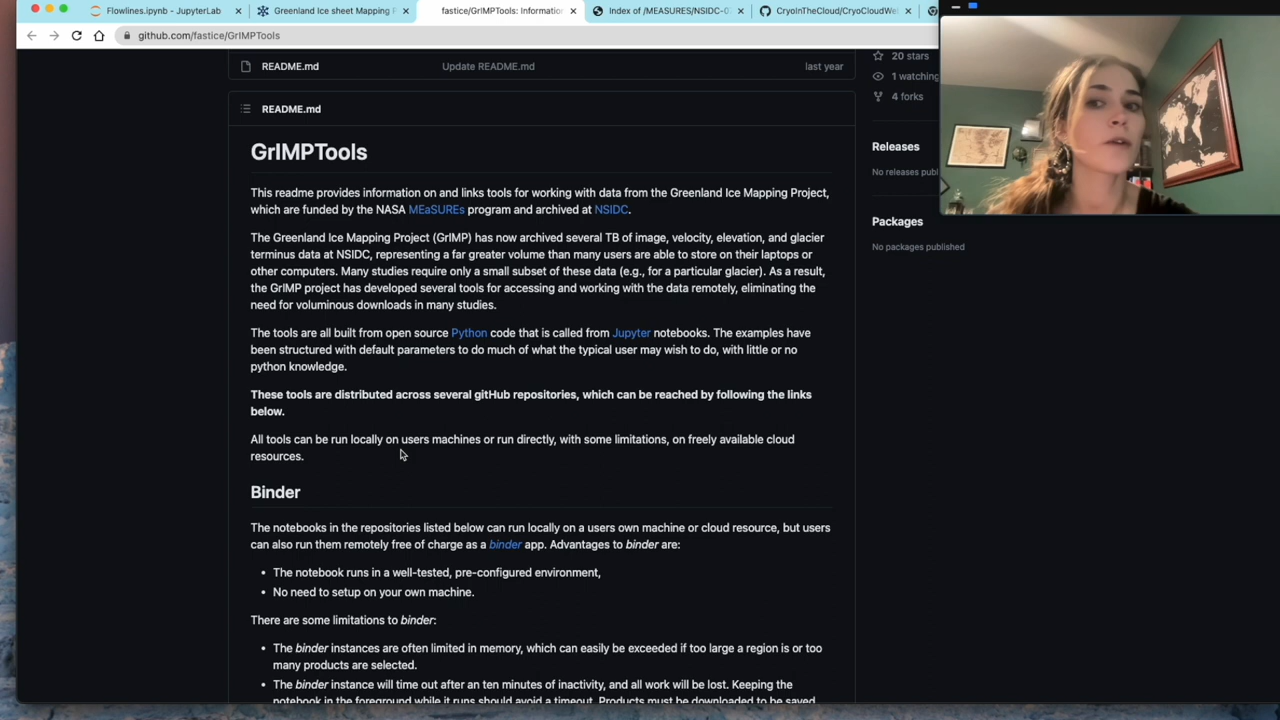 Flowlines.ipynb - JupyterLab
Greenland Ice sheet Mapping P
fastice/GrIMPTools: Informatio
Index of /MEASURES/NSIDC-0
CryoInTheCloud/CryoCloudWe
github.com/fastice/GrIMPTools
README.md Update README.md last year
20 stars
1 watching
4 forks
README.md
Releases
No releases publ
Packages
No packages published
GrIMPTools
This readme provides information on and links tools for working with data from the Greenland Ice Mapping Project,
which are funded by the NASA MEaSUREs program and archived at NSIDC.
The Greenland Ice Mapping Project (GrIMP) has now archived several TB of image, velocity, elevation, and glacier
terminus data at NSIDC, representing a far greater volume than many users are able to store on their laptops or
other computers. Many studies require only a small subset of these data (e.g., for a particular glacier). As a result,
the GrIMP project has developed several tools for accessing and working with the data remotely, eliminating the
need for voluminous downloads in many studies.
The tools are all built from open source Python code that is called from Jupyter notebooks. The examples have
been structured with default parameters to do much of what the typical user may wish to do, with little or no
python knowledge.
These tools are distributed across several gitHub repositories, which can be reached by following the links
below.
All tools can be run locally on users machines or run directly, with some limitations, on freely available cloud
resources.
Binder
The notebooks in the repositories listed below can run locally on a users own machine or cloud resource, but users
can also run them remotely free of charge as a binder app. Advantages to binder are:
• The notebook runs in a well-tested, pre-configured environment,
• No need to setup on your own machine.
There are some limitations to binder:
• The binder instances are often limited in memory, which can easily be exceeded if too large a region is or too
many products are selected.
• The binder instance will time out after an ten minutes of inactivity, and all work will be lost. Keeping the
notebook in the foreground while it runs should avoid a timeout. Products must be downloaded to be saved